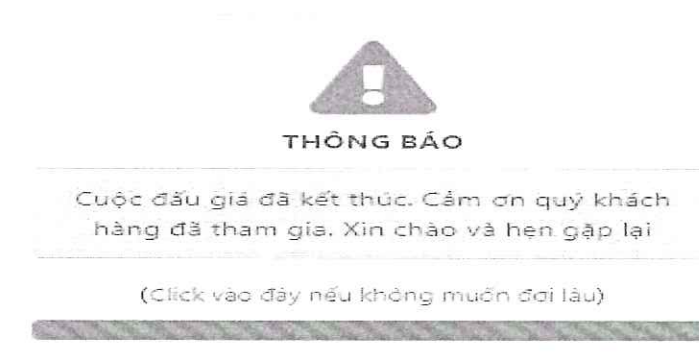 THÔNG BÁO
Cuộc đấu giá đã kết thúc. Cảm ơn quý khách
hàng đã tham gia. Xin chào và hẹn gặp lại
(Click vào đây nếu không muốn đợi lâu)